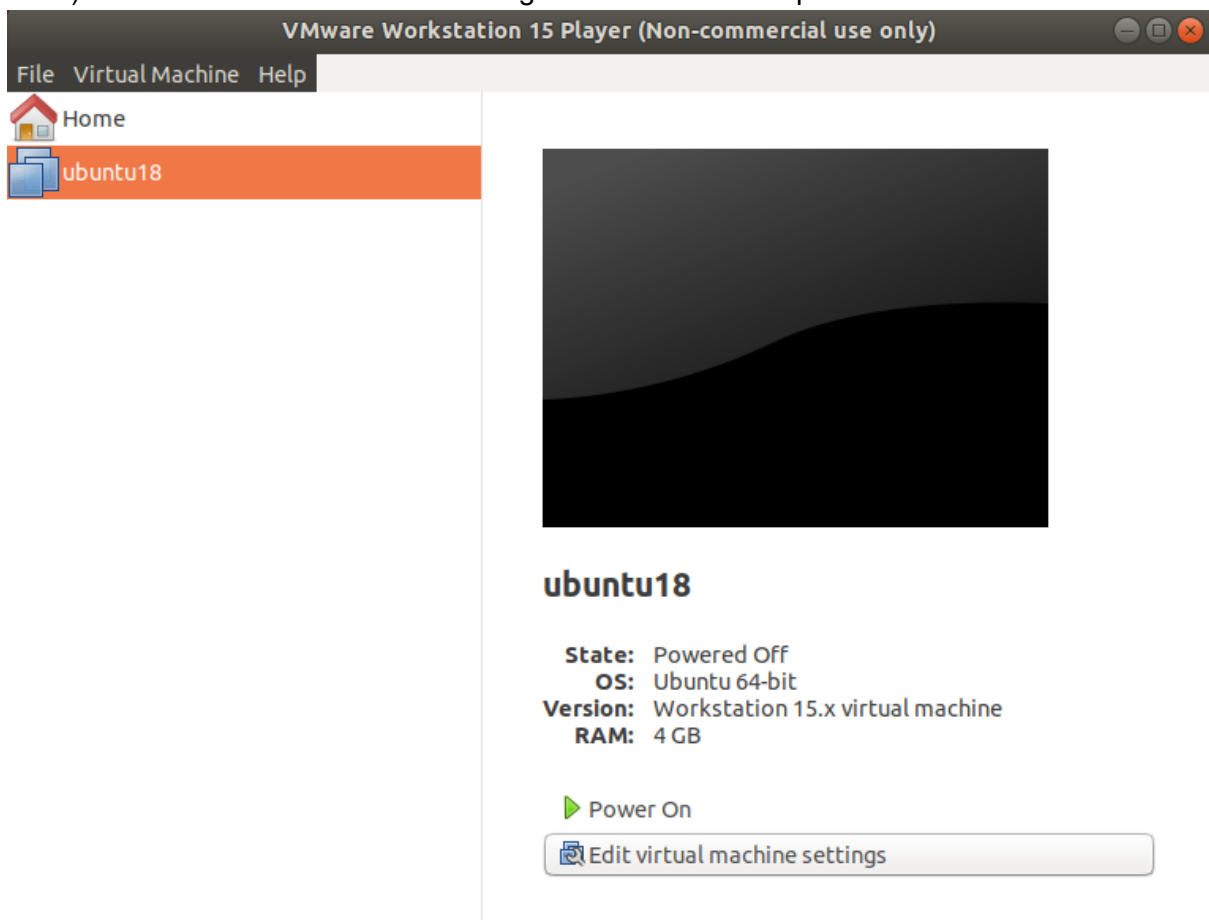 VMware Workstation 15 Player (Non-commercial use only)
File Virtual Machine Help
Home
ubuntu18
ubuntu18
State: Powered Off
OS: Ubuntu 64-bit
Version: Workstation 15.x virtual machine
RAM: 4 GB
Power On
Edit virtual machine settings